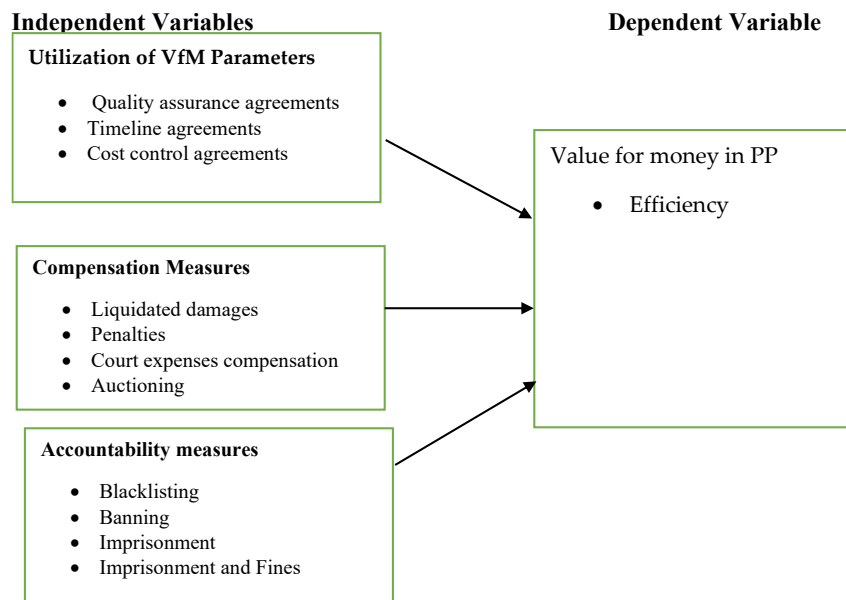 Independent Variables
Dependent Variable
Utilization of VfM Parameters
• Quality assurance agreements
• Timeline agreements
• Cost control agreements
Value for money in PP
• Efficiency
Compensation Measures
• Liquidated damages
• Penalties
• Court expenses compensation
• Auctioning
Accountability measures
• Blacklisting
• Banning
• Imprisonment
• Imprisonment and Fines